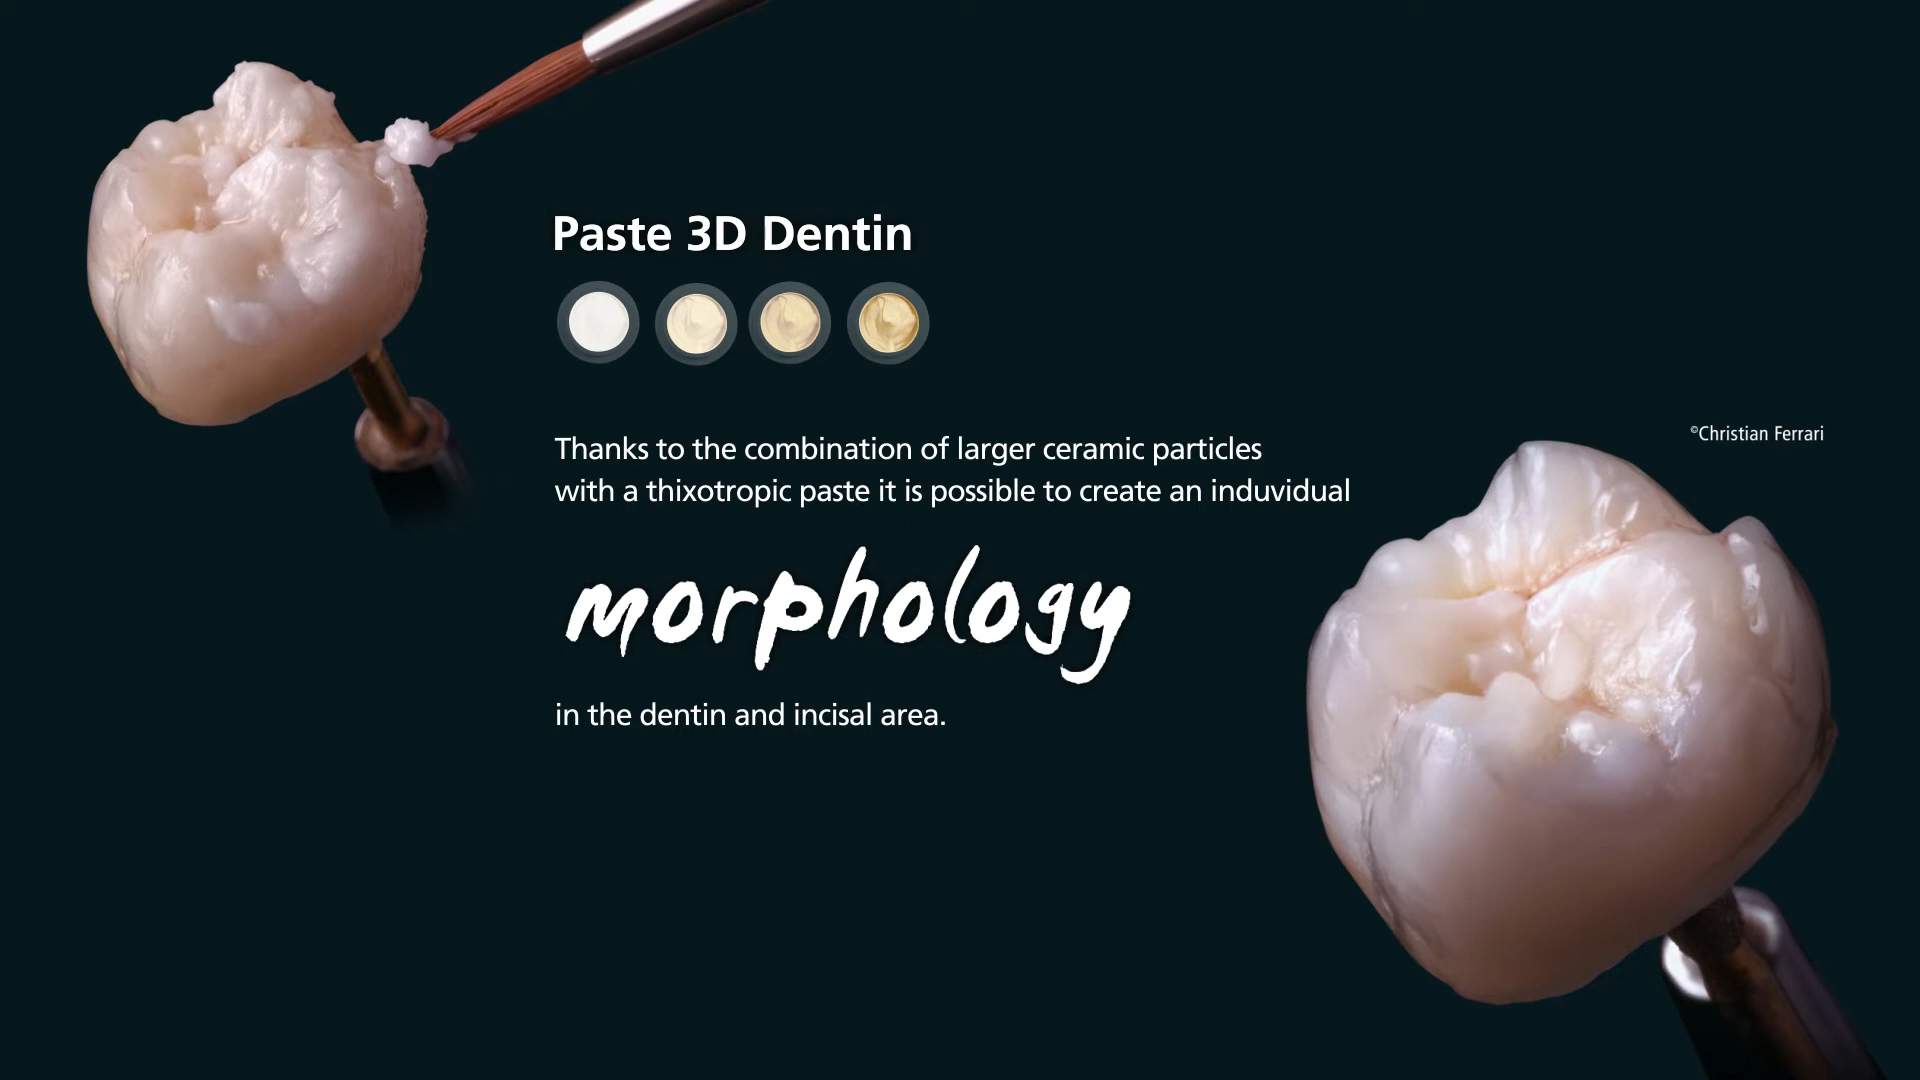 Paste 3D Dentin
Thanks to the combination of larger ceramic particles
with a thixotropic paste it is possible to create an induvidual
morphology
in the dentin and incisal area.
©Christian Ferrari